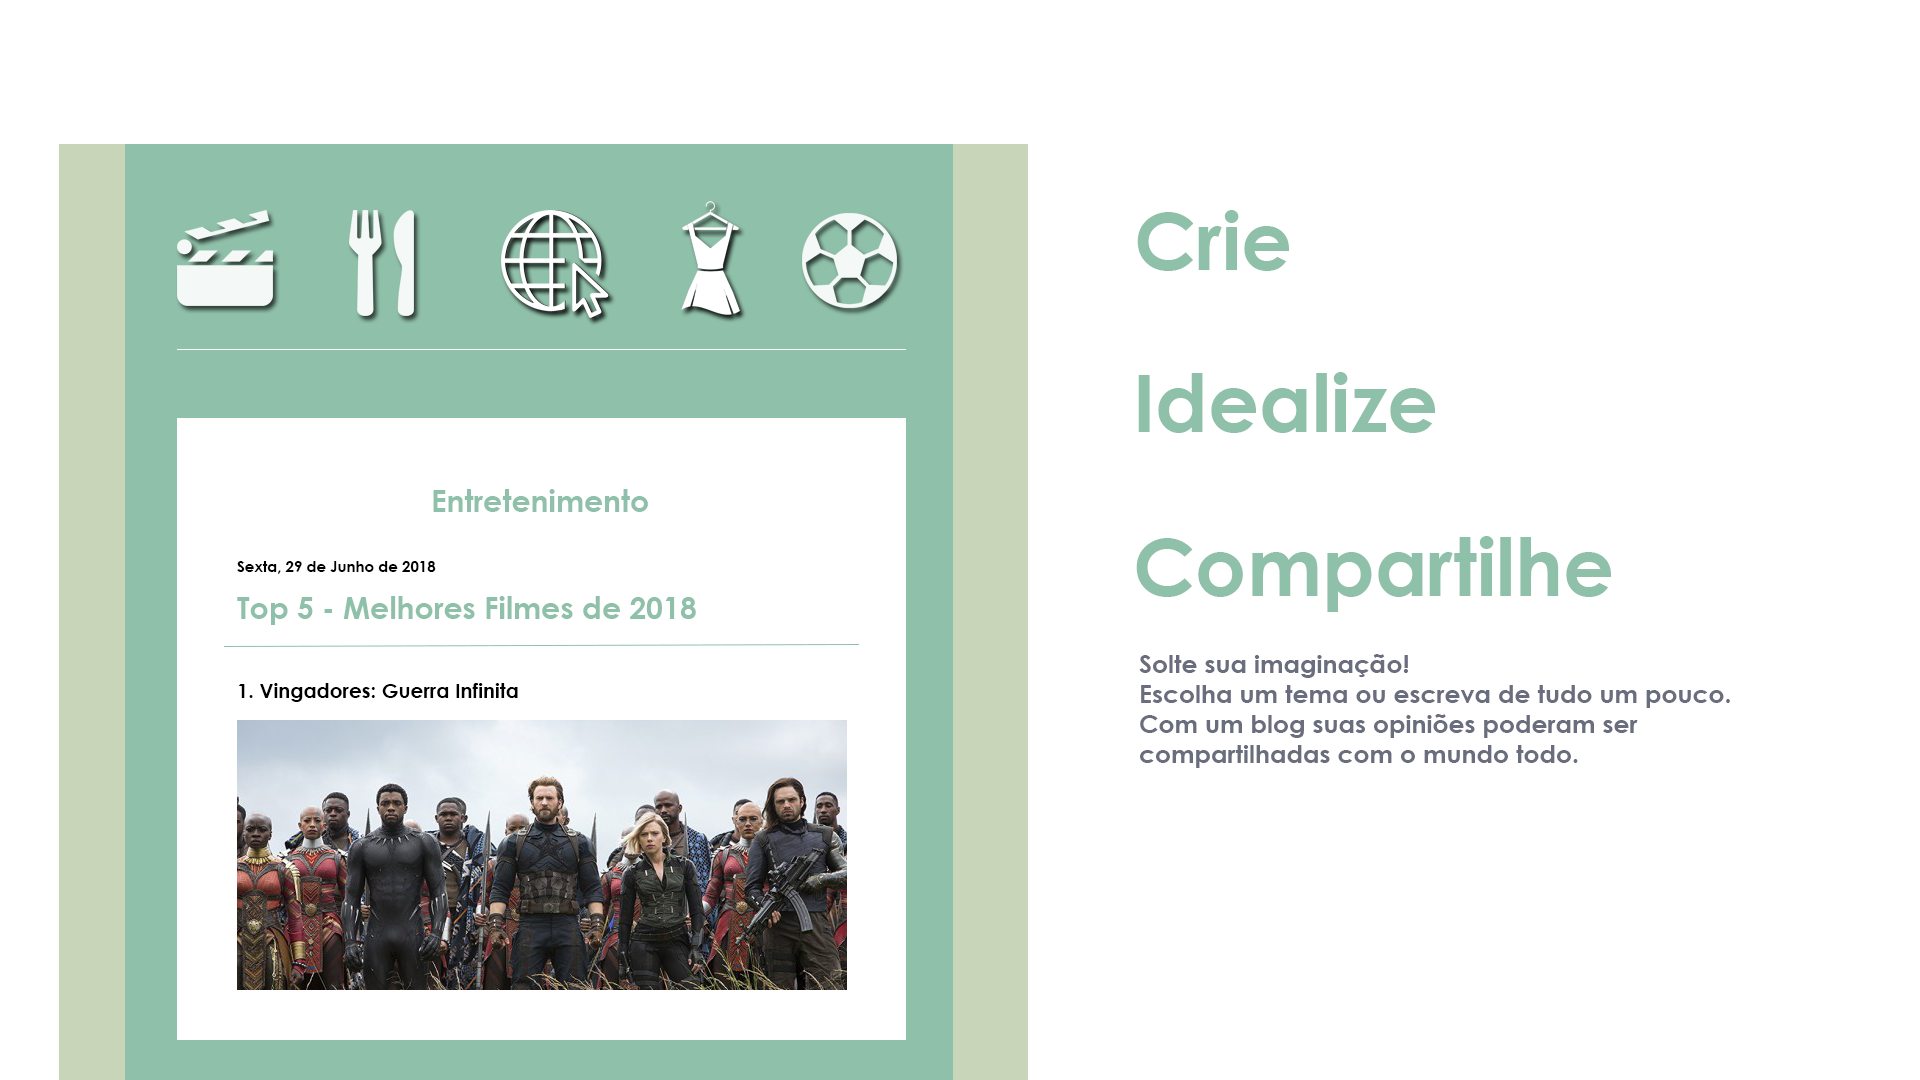 Entretenimento
Sexta, 29 de Junho de 2018
Top 5 - Melhores Filmes de 2018
1. Vingadores: Guerra Infinita
Crie
Idealize
Compartilhe
Solte sua imaginação!
Escolha um tema ou escreva de tudo um pouco.
Com um blog suas opiniões poderam ser
compartilhadas com o mundo todo.